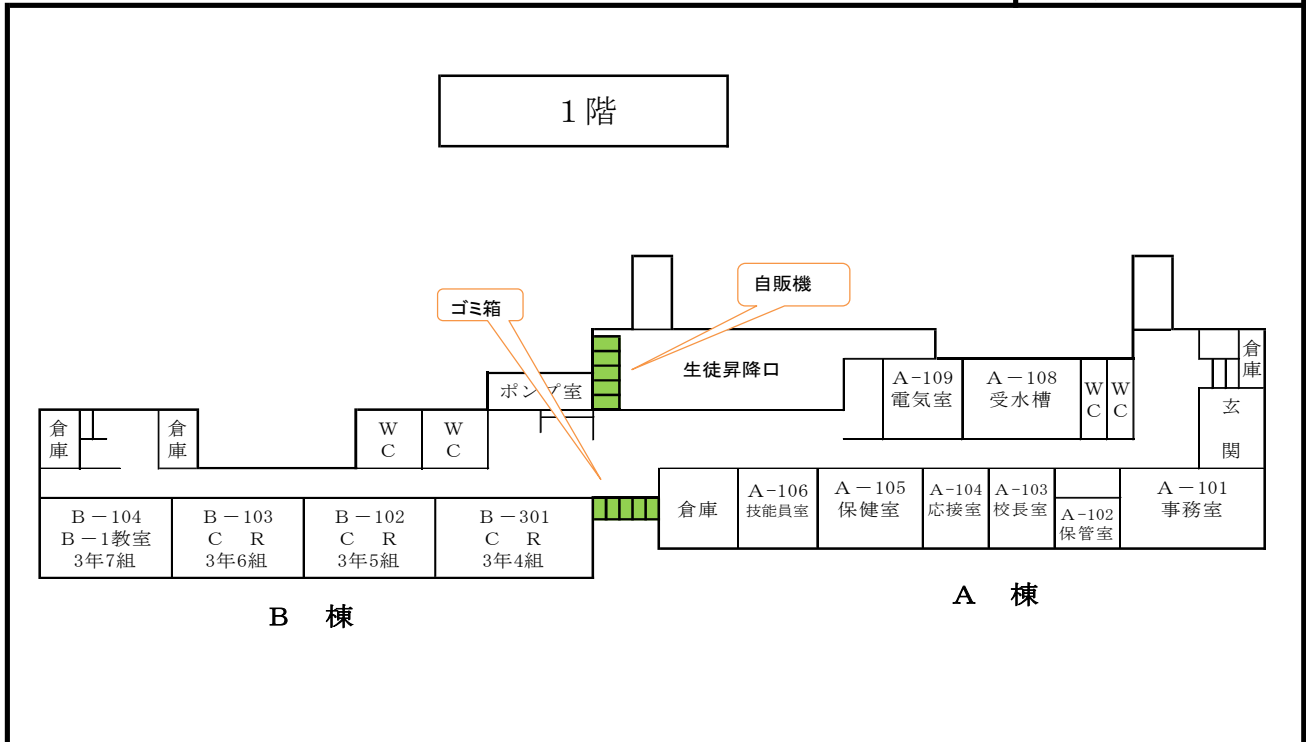 １階
自販機
ゴミ箱
生徒昇降口
倉庫
A-109
電気室
A－108
受水槽
WC
WC
玄関
ポンプ室
倉庫
倉庫
WC
WC
B－104
B－1教室
3年7組
B－103
C R
3年6組
B－102
C R
3年5組
B－301
C R
3年4組
倉庫
A-106
技能員室
A－105
保健室
A-104
応接室
A-103
校長室
A-102
保管室
A－101
事務室
B 棟
A 棟